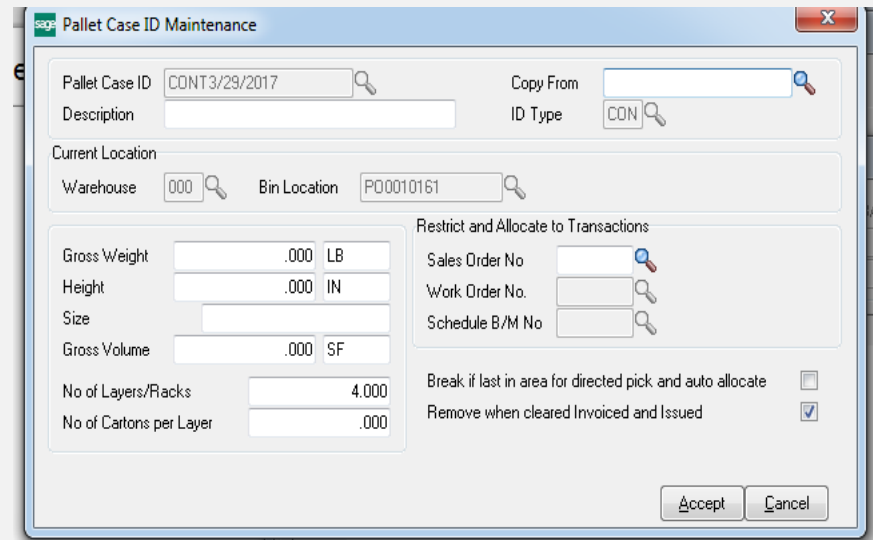 sage Pallet Case ID Maintenance X
e
Pallet Case ID CONT3/29/2017 Copy From
Description ID Type CON
Current Location
Warehouse 000 Bin Location PO0010161
Restrict and Allocate to Transactions
Gross Weight .000 LB Sales Order No
Height .000 IN Work Order No.
Size Schedule B/M No
Gross Volume .000 SF
No of Layers/Racks 4.000 Break if last in area for directed pick and auto allocate
No of Cartons per Layer .000 Remove when cleared Invoiced and Issued
Accept Cancel